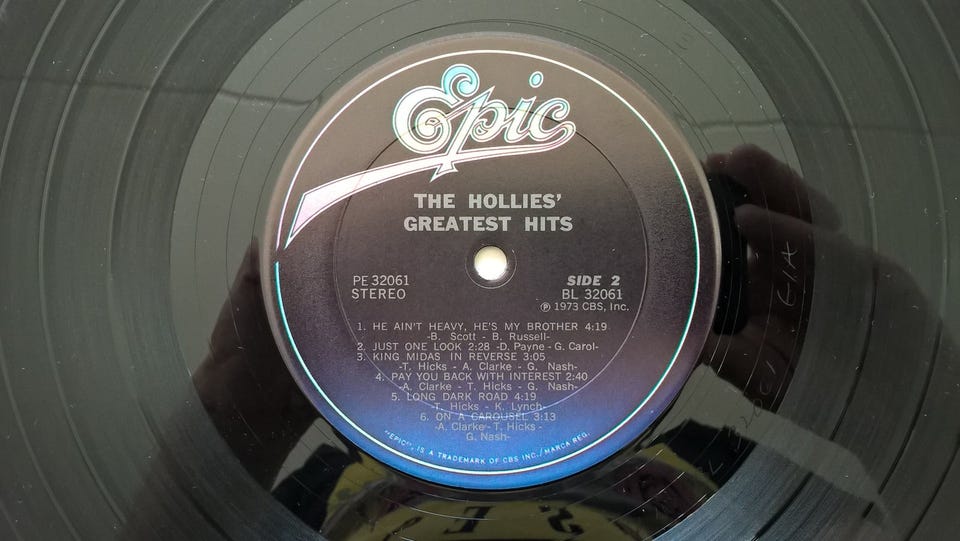 Epic
THE HOLLIES'
GREATEST HITS
PE 32061
STEREO
SIDE 2
BL 32061
℗ 1973 CBS, Inc.
1. HE AIN'T HEAVY, HE'S MY BROTHER 4:19
-B. Scott - B. Russell-
2. JUST ONE LOOK 2:28 -D. Payne - G. Carol-
3. KING MIDAS IN REVERSE 3:05
-T. Hicks - A. Clarke - G. Nash-
4. PAY YOU BACK WITH INTEREST 2:40
-A. Clarke - T. Hicks - G. Nash-
5. LONG DARK ROAD 4:19
-T. Hicks - K. Lynch-
6. ON A CAROUSEL 3:13
-A. Clarke - T. Hicks -
G. Nash-
"EPIC", IS A TRADEMARK OF CBS INC./MARCA REG.